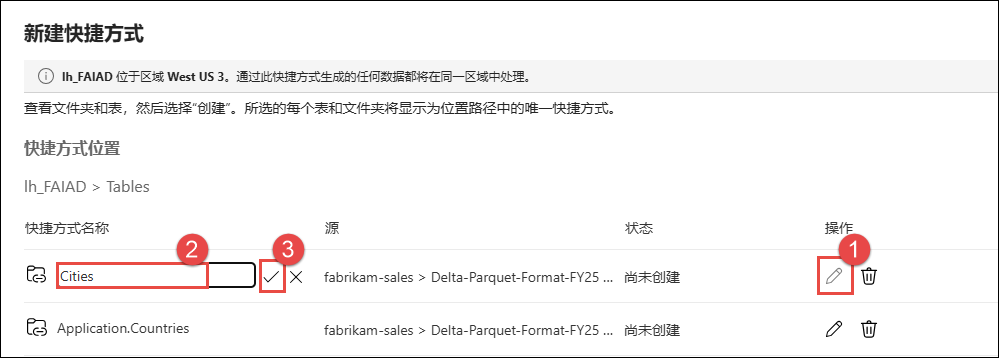 新建快捷方式
lh_FAIAD 位于区域 West US 3。通过此快捷方式生成的任何数据都将在同一区域中处理。
查看文件夹和表，然后选择“创建”。所选的每个表和文件夹将显示为位置路径中的唯一快捷方式。
快捷方式位置
lh_FAIAD > Tables
快捷方式名称 源 状态 操作
2 3 1
Cities fabrikam-sales > Delta-Parquet-Format-FY25 ... 尚未创建
Application.Countries fabrikam-sales > Delta-Parquet-Format-FY25 ... 尚未创建